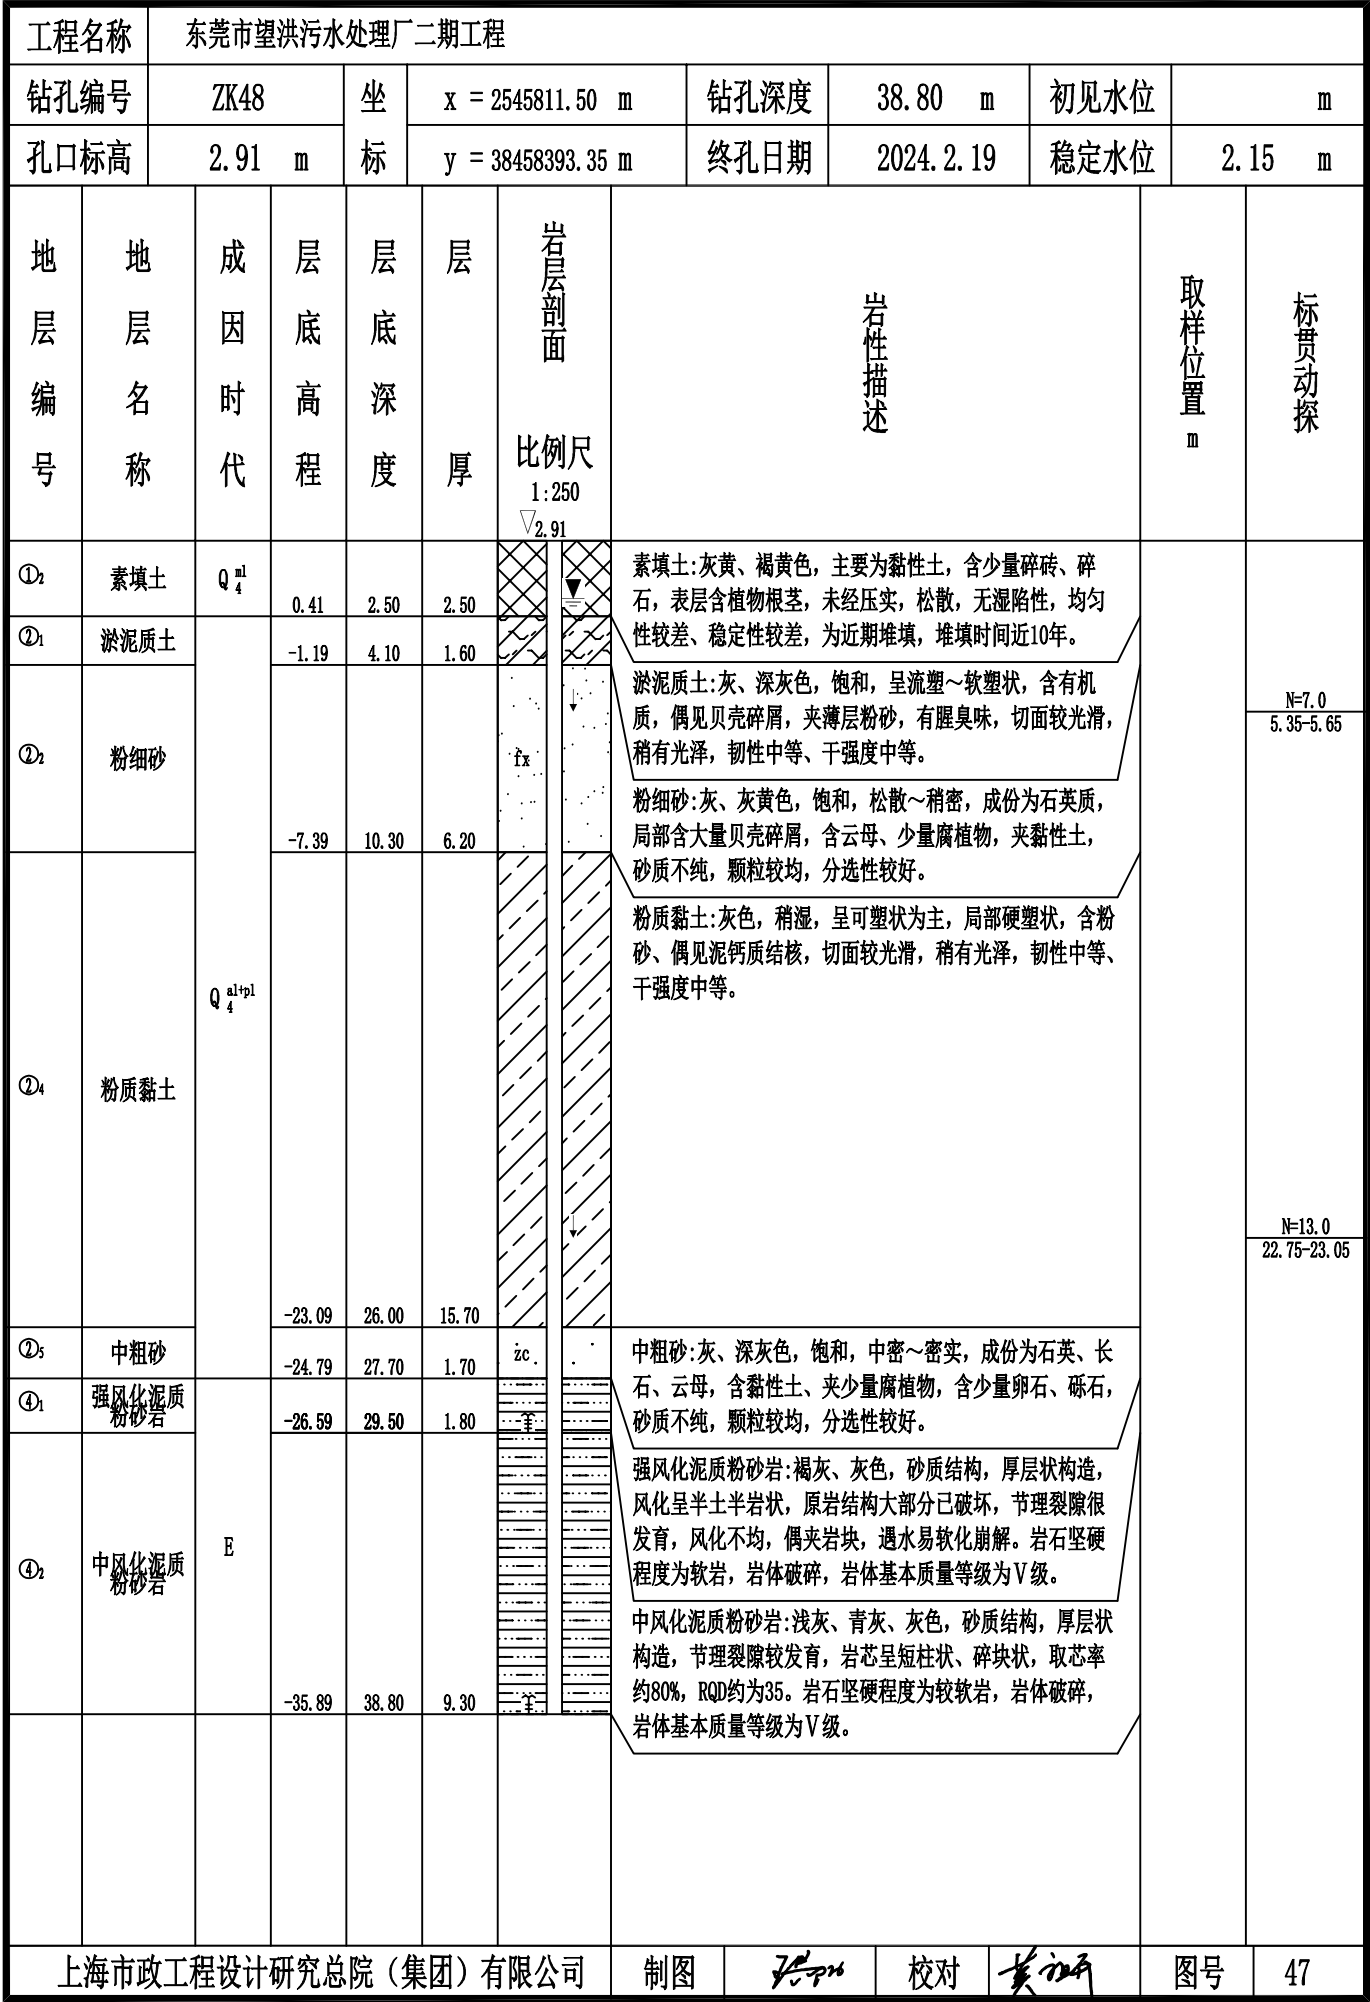 工程名称 东莞市望洪污水处理厂二期工程
钻孔编号 ZK48 坐 x = 2545811.50 m 钻孔深度 38.80 m 初见水位 m
孔口标高 2.91 m 标 y = 38458393.35 m 终孔日期 2024.2.19 稳定水位 2.15 m
地层编号 地层名称 成因时代 层底高程 层底深度 层厚 岩层剖面 岩性描述 取样位置 m 标贯动探
比例尺
1:250
▽2.91
①2 素填土 Q4ml 0.41 2.50 2.50
素填土:灰黄、褐黄色，主要为黏性土，含少量碎砖、碎
石，表层含植物根茎，未经压实，松散，无湿陷性，均匀
性较差、稳定性较差，为近期堆填，堆填时间近10年。
②1 淤泥质土 -1.19 4.10 1.60
淤泥质土:灰、深灰色，饱和，呈流塑～软塑状，含有机
质，偶见贝壳碎屑，夹薄层粉砂，有腥臭味，切面较光滑，
稍有光泽，韧性中等、干强度中等。
N=7.0
5.35-5.65
②2 粉细砂 fx -7.39 10.30 6.20
粉细砂:灰、灰黄色，饱和，松散～稍密，成份为石英质，
局部含大量贝壳碎屑，含云母、少量腐植物，夹黏性土，
砂质不纯，颗粒较均，分选性较好。
Q4al+pl
②4 粉质黏土 -23.09 26.00 15.70
粉质黏土:灰色，稍湿，呈可塑状为主，局部硬塑状，含粉
砂、偶见泥钙质结核，切面较光滑，稍有光泽，韧性中等、
干强度中等。
N=13.0
22.75-23.05
②5 中粗砂 zc -24.79 27.70 1.70
中粗砂:灰、深灰色，饱和，中密～密实，成份为石英、长
石、云母，含黏性土、夹少量腐植物，含少量卵石、砾石，
砂质不纯，颗粒较均，分选性较好。
④1 强风化泥质
粉砂岩 -26.59 29.50 1.80
强风化泥质粉砂岩:褐灰、灰色，砂质结构，厚层状构造，
风化呈半土半岩状，原岩结构大部分已破坏，节理裂隙很
发育，风化不均，偶夹岩块，遇水易软化崩解。岩石坚硬
程度为软岩，岩体破碎，岩体基本质量等级为Ⅴ级。
④2 中风化泥质
粉砂岩 E -35.89 38.80 9.30
中风化泥质粉砂岩:浅灰、青灰、灰色，砂质结构，厚层状
构造，节理裂隙较发育，岩芯呈短柱状、碎块状，取芯率
约80%，RQD约为35。岩石坚硬程度为较软岩，岩体破碎，
岩体基本质量等级为Ⅴ级。
上海市政工程设计研究总院（集团）有限公司 制图 校对 图号 47